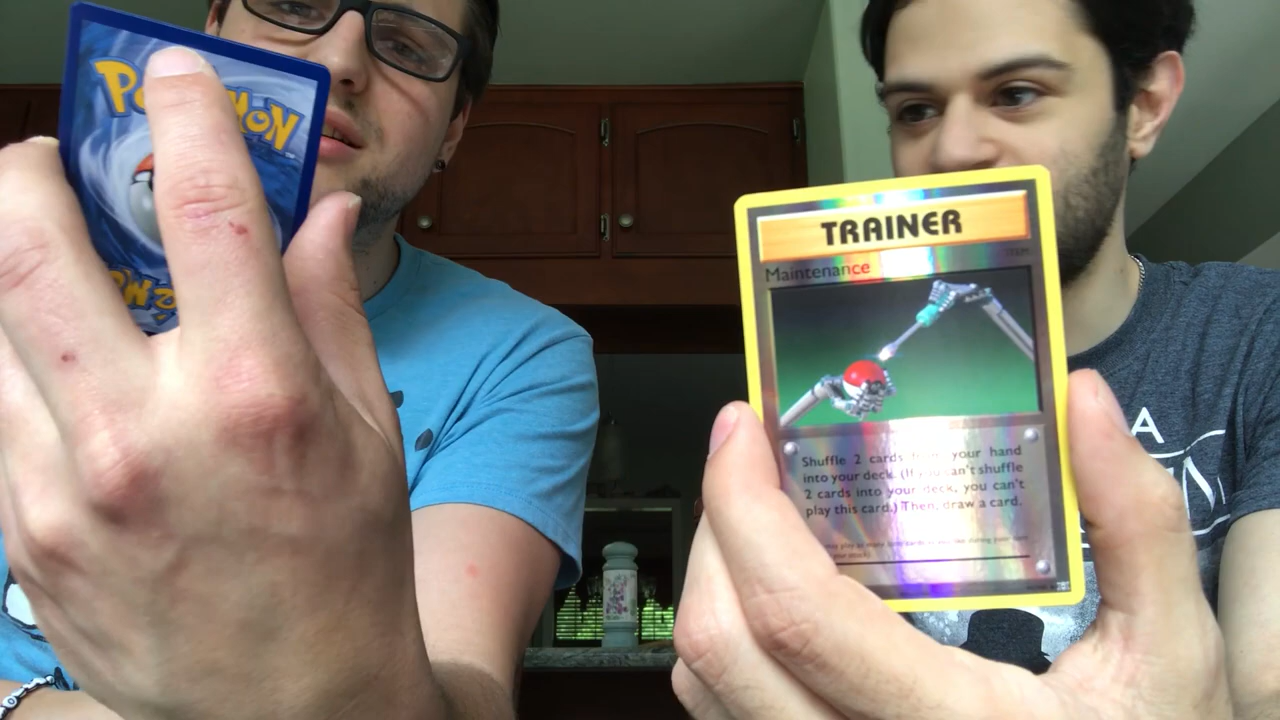 POKÉMON
TRAINER
Maintenance
Shuffle 2 cards from your hand
into your deck. (If you can't shuffle
2 cards into your deck, you can't
play this card.) Then, draw a card.
A